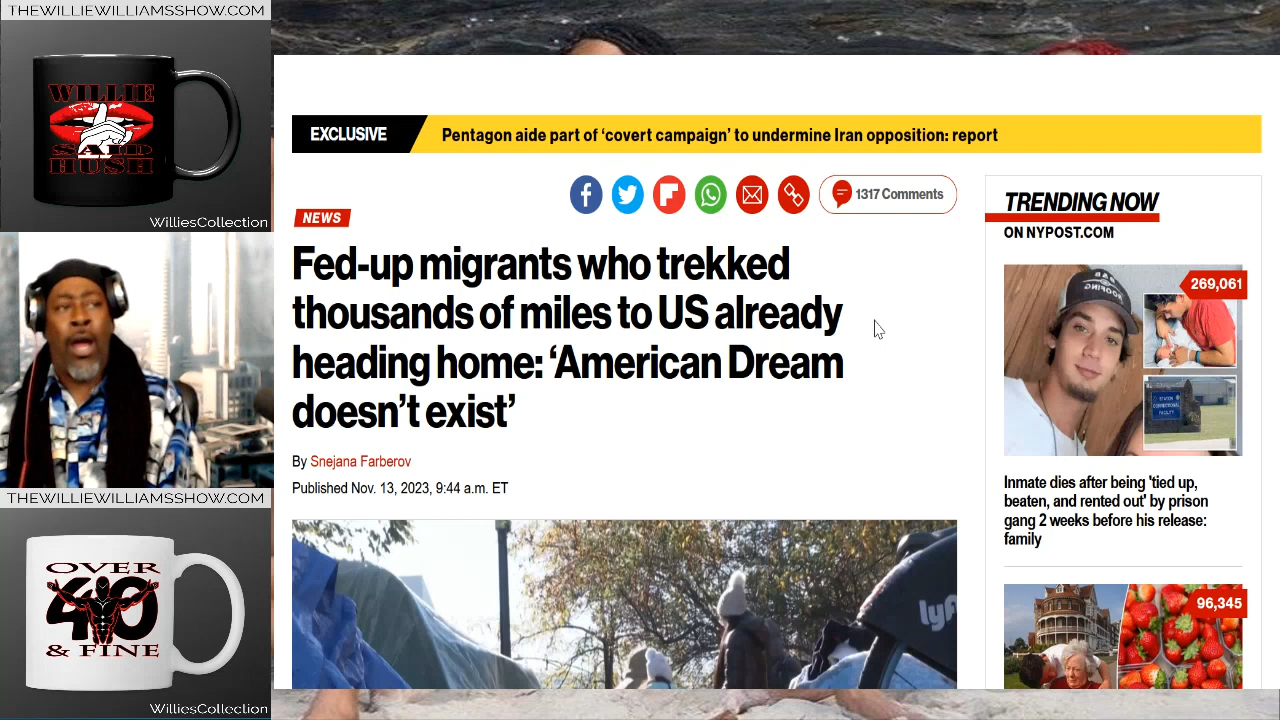 THEWILLIEWILLIAMSSHOW.COM
WILLIE
SAID
HUSH
WilliesCollection
THEWILLIEWILLIAMSSHOW.COM
OVER
40
& FINE
WilliesCollection
EXCLUSIVE
Pentagon aide part of ‘covert campaign’ to undermine Iran opposition: report
1317 Comments
NEWS
Fed-up migrants who trekked
thousands of miles to US already
heading home: ‘American Dream
doesn’t exist’
By Snejana Farberov
Published Nov. 13, 2023, 9:44 a.m. ET
lyft
TRENDING NOW
ON NYPOST.COM
269,061
ROOFING
STATON
CORRECTIONAL
FACILITY
Inmate dies after being 'tied up,
beaten, and rented out' by prison
gang 2 weeks before his release:
family
96,345